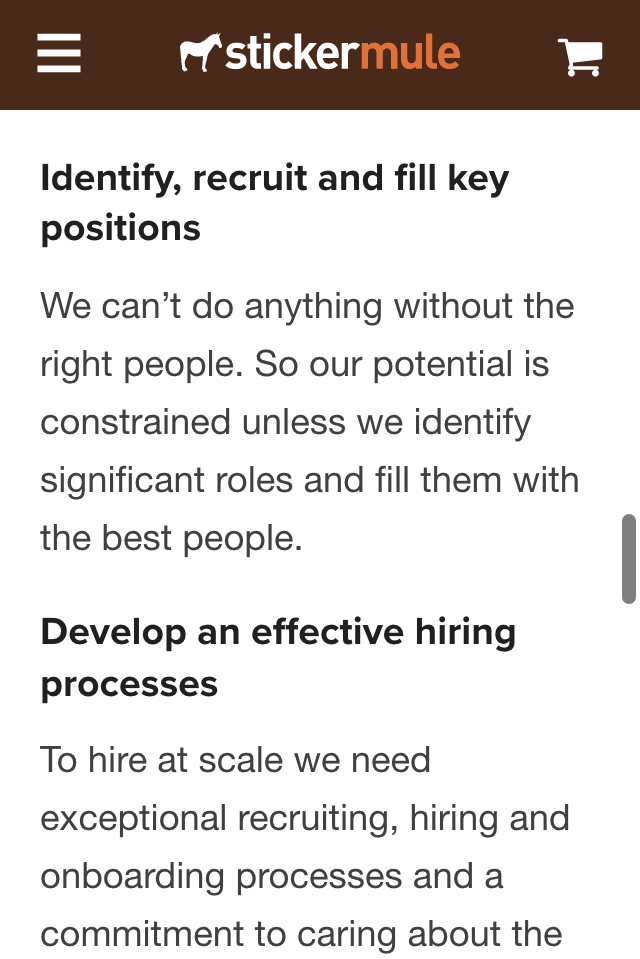 stickermule
Identify, recruit and fill key
positions
We can’t do anything without the
right people. So our potential is
constrained unless we identify
significant roles and fill them with
the best people.
Develop an effective hiring
processes
To hire at scale we need
exceptional recruiting, hiring and
onboarding processes and a
commitment to caring about the